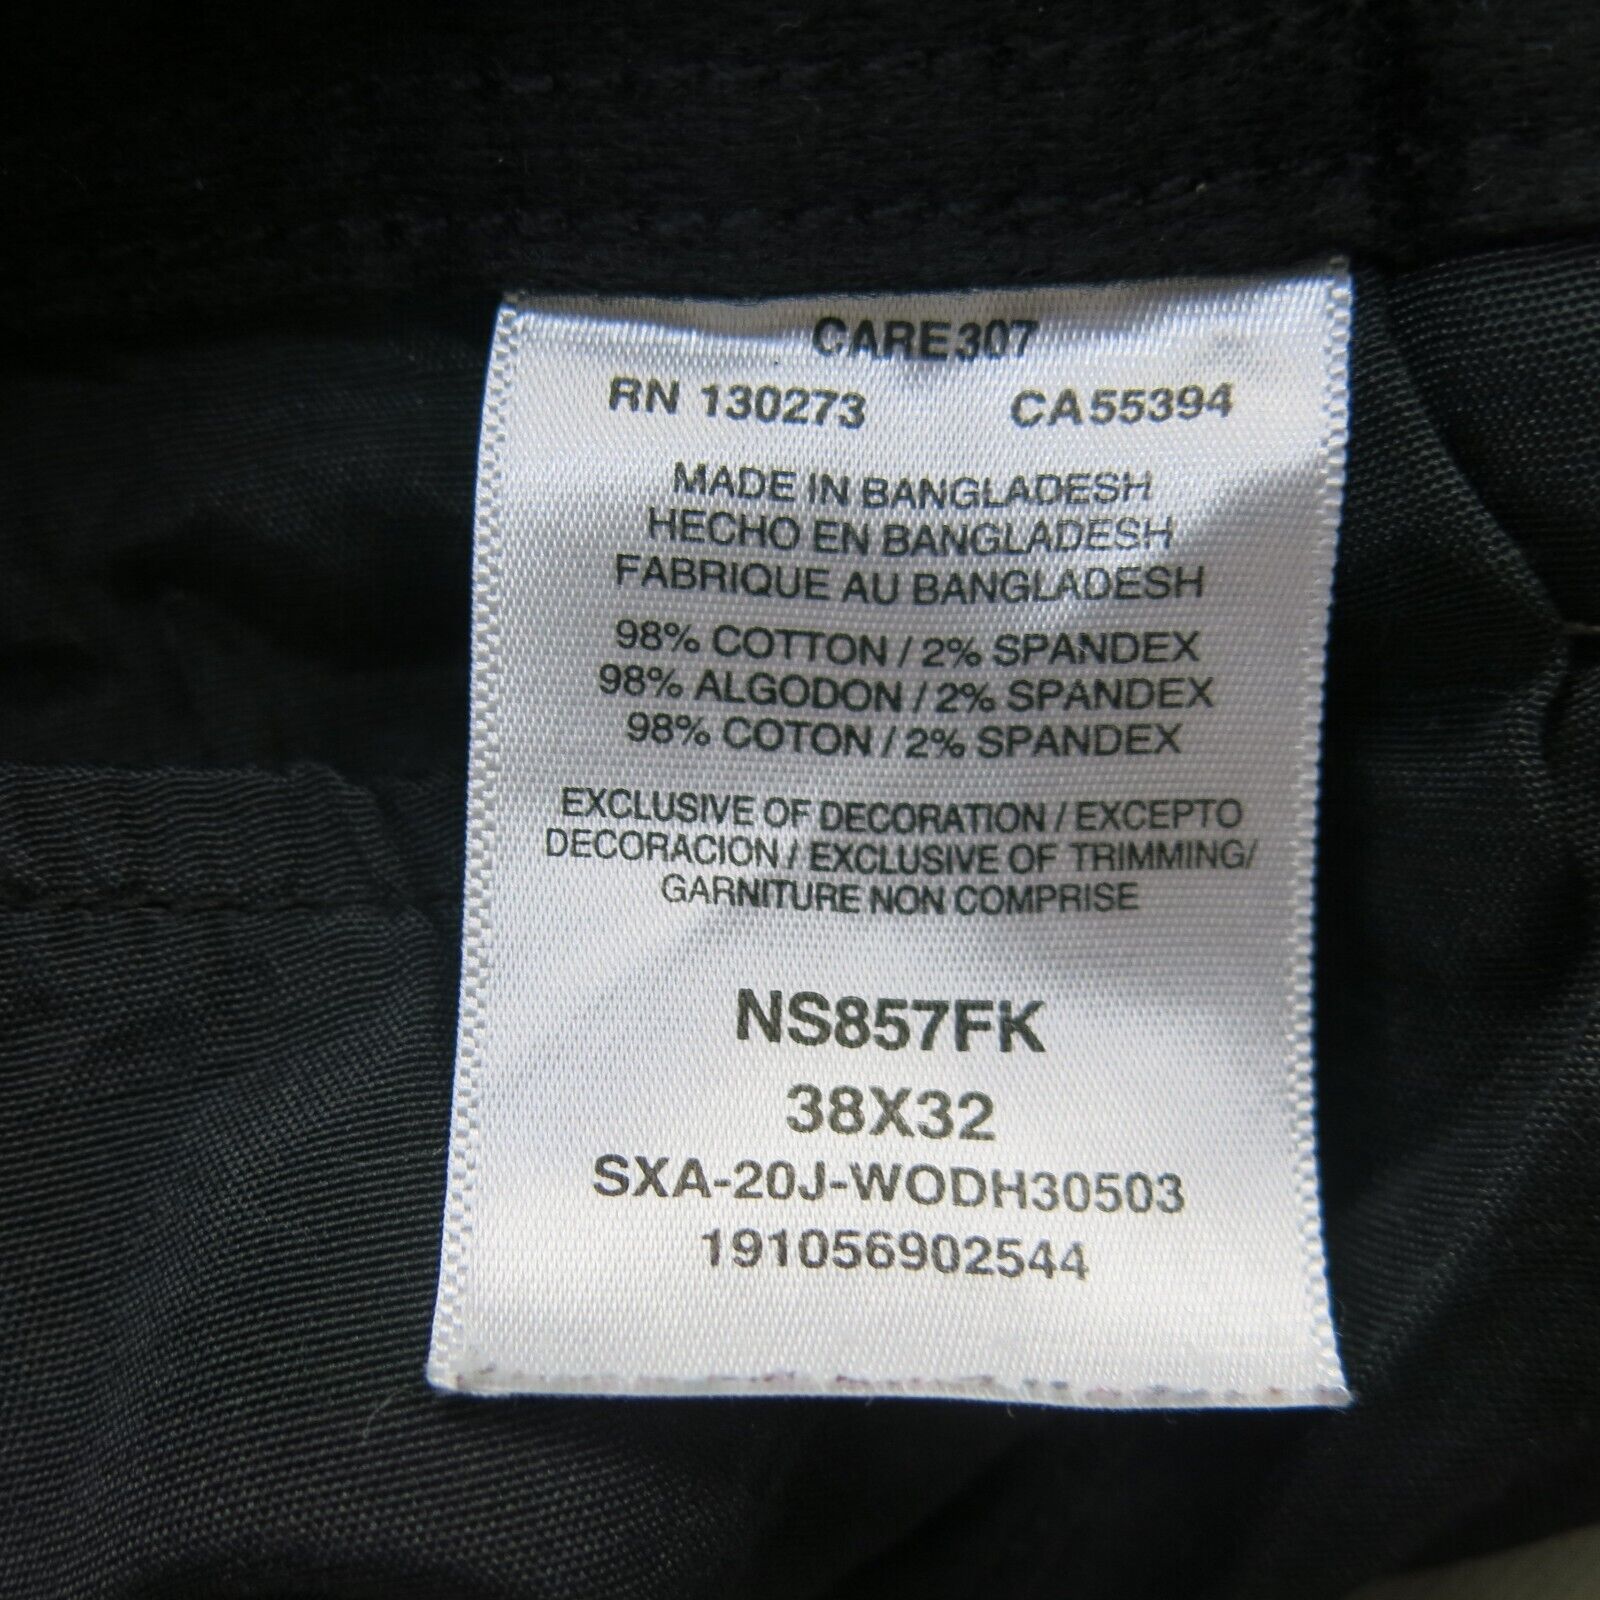 CARE307
RN 130273 CA55394
MADE IN BANGLADESH
HECHO EN BANGLADESH
FABRIQUE AU BANGLADESH
98% COTTON / 2% SPANDEX
98% ALGODON / 2% SPANDEX
98% COTON / 2% SPANDEX
EXCLUSIVE OF DECORATION / EXCEPTO
DECORACION / EXCLUSIVE OF TRIMMING/
GARNITURE NON COMPRISE
NS857FK
38X32
SXA-20J-WODH30503
191056902544